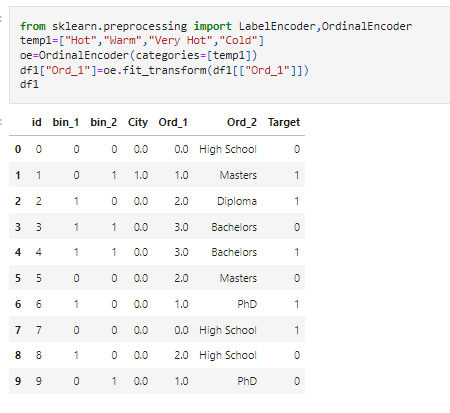 from sklearn.preprocessing import LabelEncoder,OrdinalEncoder
temp1=["Hot","Warm","Very Hot","Cold"]
oe=OrdinalEncoder(categories=[temp1])
df1["Ord_1"]=oe.fit_transform(df1[["Ord_1"]])
df1
id bin_1 bin_2 City Ord_1 Ord_2 Target
0 0 0 0 0.0 0.0 High School 0
1 1 0 1 1.0 1.0 Masters 1
2 2 1 0 0.0 2.0 Diploma 1
3 3 1 1 0.0 3.0 Bachelors 0
4 4 1 1 0.0 3.0 Bachelors 1
5 5 0 0 0.0 2.0 Masters 0
6 6 1 0 0.0 1.0 PhD 1
7 7 0 0 0.0 0.0 High School 1
8 8 1 0 0.0 2.0 High School 0
9 9 0 1 0.0 1.0 PhD 0